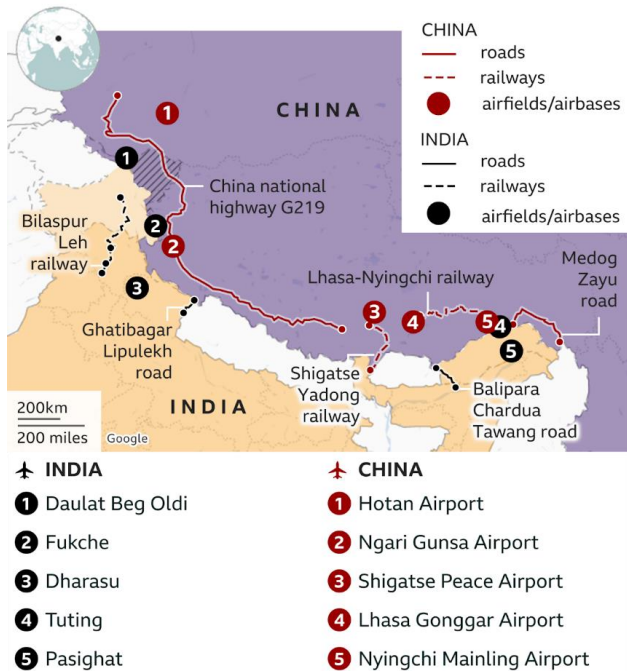 CHINA
roads
railways
airfields/airbases
INDIA
roads
railways
airfields/airbases
1
CHINA
1
China national
highway G219
2
2
Bilaspur
Leh
railway
3
Lhasa-Nyingchi railway
Medog
Zayu
road
3
4
5
4
5
Ghatibagar
Lipulekh
road
Shigatse
Yadong
railway
INDIA
Balipara
Chardua
Tawang road
200km
200 miles
Google
INDIA
1 Daulat Beg Oldi
2 Fukche
3 Dharasu
4 Tuting
5 Pasighat
CHINA
1 Hotan Airport
2 Ngari Gunsa Airport
3 Shigatse Peace Airport
4 Lhasa Gonggar Airport
5 Nyingchi Mainling Airport